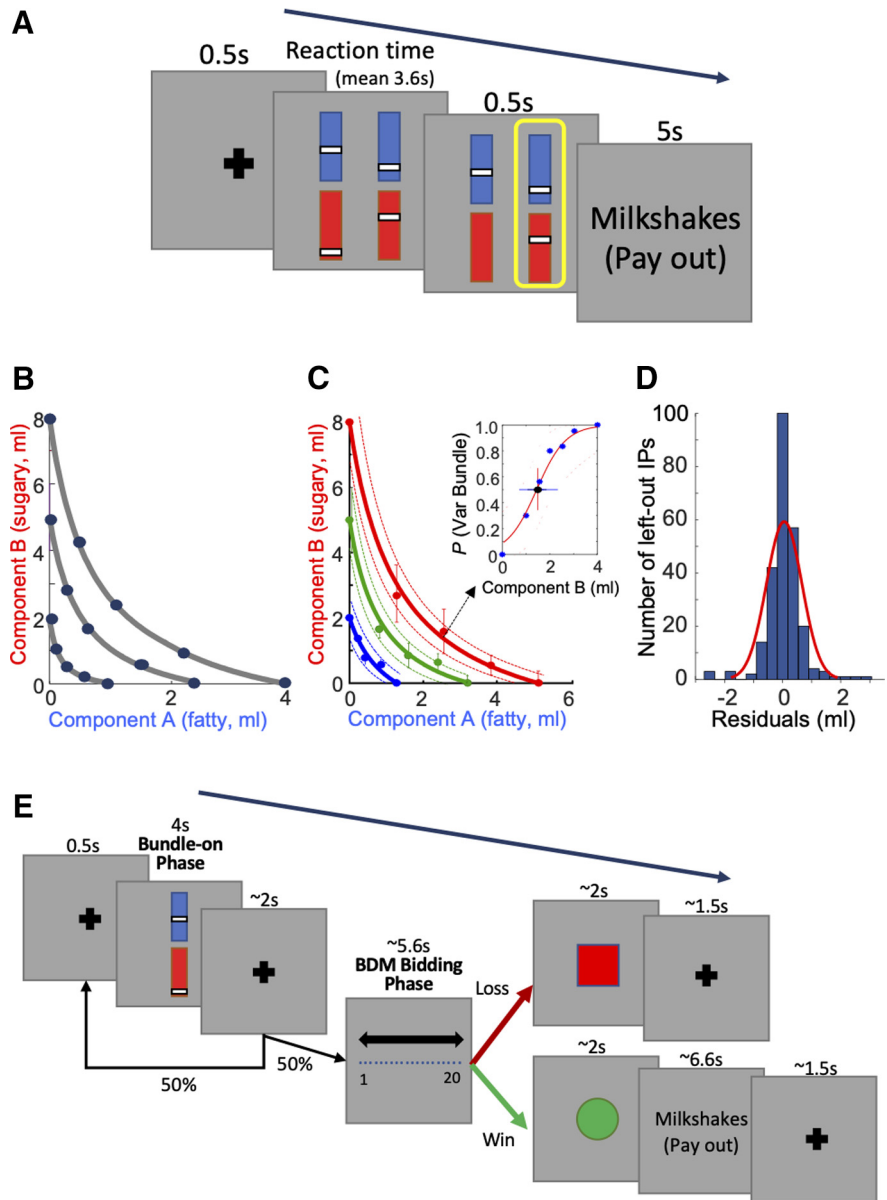 A
0.5s
Reaction time
(mean 3.6s)
0.5s
5s
Milkshakes
(Pay out)
B
Component B (sugary, ml)
8
6
4
2
0
0
2
4
Component A (fatty, ml)
C
Component B (sugary, ml)
8
6
4
2
0
0
2
4
6
Component A (fatty, ml)
P (Var Bundle)
1.0
0.8
0.6
0.4
0.2
0
0
2
4
Component B (ml)
D
Number of left-out IPs
100
80
60
40
20
0
-2
0
2
Residuals (ml)
E
0.5s
4s
Bundle-on
Phase
~2s
50%
50%
~5.6s
BDM Bidding
Phase
1
20
Loss
Win
~2s
~1.5s
~2s
~6.6s
Milkshakes
(Pay out)
~1.5s